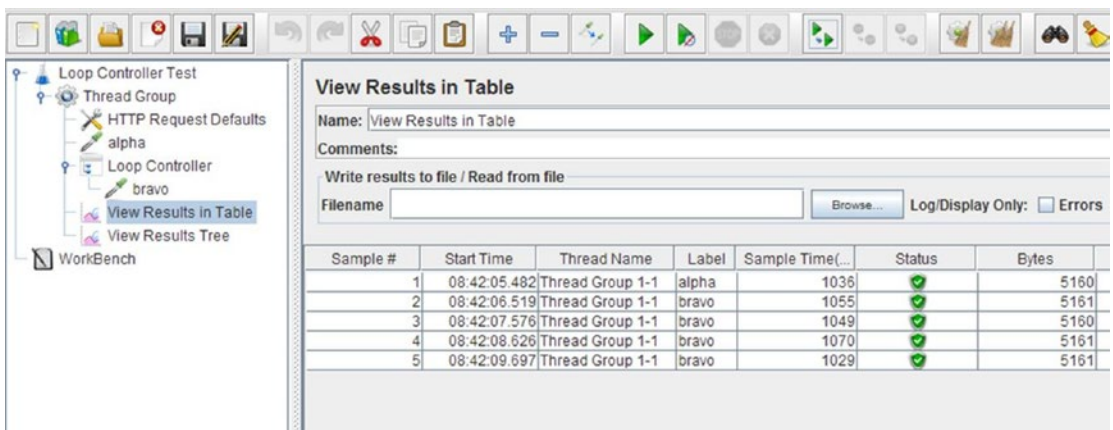 Loop Controller Test
Thread Group
HTTP Request Defaults
alpha
Loop Controller
bravo
View Results in Table
View Results Tree
WorkBench
View Results in Table
Name: View Results in Table
Comments:
Write results to file / Read from file
Filename Browse... Log/Display Only: Errors
Sample # Start Time Thread Name Label Sample Time(... Status Bytes
1 08:42:05.482 Thread Group 1-1 alpha 1036 5160
2 08:42:06.519 Thread Group 1-1 bravo 1055 5161
3 08:42:07.576 Thread Group 1-1 bravo 1049 5160
4 08:42:08.626 Thread Group 1-1 bravo 1070 5161
5 08:42:09.697 Thread Group 1-1 bravo 1029 5161